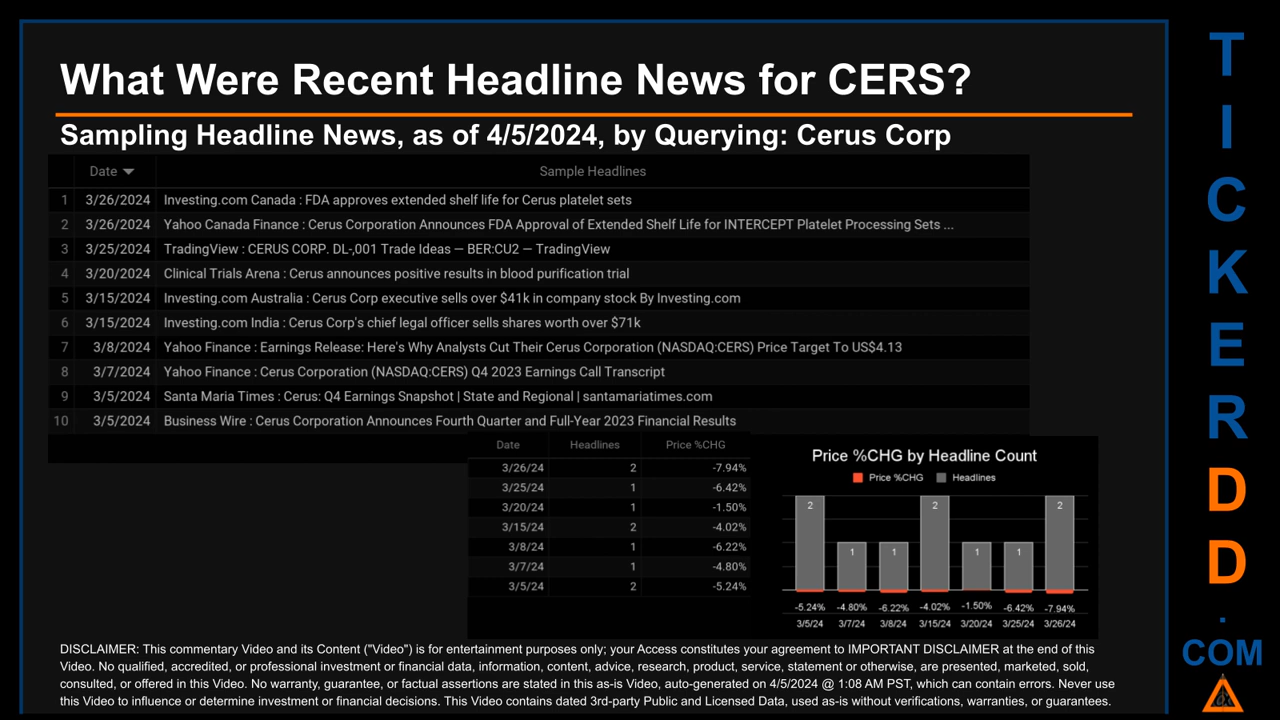 What Were Recent Headline News for CERS?
Sampling Headline News, as of 4/5/2024, by Querying: Cerus Corp
Date Sample Headlines
1 3/26/2024 Investing.com Canada : FDA approves extended shelf life for Cerus platelet sets
2 3/26/2024 Yahoo Canada Finance : Cerus Corporation Announces FDA Approval of Extended Shelf Life for INTERCEPT Platelet Processing Sets ...
3 3/25/2024 TradingView : CERUS CORP. DL-,001 Trade Ideas — BER:CU2 — TradingView
4 3/20/2024 Clinical Trials Arena : Cerus announces positive results in blood purification trial
5 3/15/2024 Investing.com Australia : Cerus Corp executive sells over $41k in company stock By Investing.com
6 3/15/2024 Investing.com India : Cerus Corp's chief legal officer sells shares worth over $71k
7 3/8/2024 Yahoo Finance : Earnings Release: Here's Why Analysts Cut Their Cerus Corporation (NASDAQ:CERS) Price Target To US$4.13
8 3/7/2024 Yahoo Finance : Cerus Corporation (NASDAQ:CERS) Q4 2023 Earnings Call Transcript
9 3/5/2024 Santa Maria Times : Cerus: Q4 Earnings Snapshot | State and Regional | santamariatimes.com
10 3/5/2024 Business Wire : Cerus Corporation Announces Fourth Quarter and Full-Year 2023 Financial Results
Date Headlines Price %CHG
3/26/24 2 -7.94%
3/25/24 1 -6.42%
3/20/24 1 -1.50%
3/15/24 2 -4.02%
3/8/24 1 -6.22%
3/7/24 1 -4.80%
3/5/24 2 -5.24%
Price %CHG by Headline Count
Price %CHG Headlines
2 1 1 2 1 1 2
-5.24% -4.80% -6.22% -4.02% -1.50% -6.42% -7.94%
3/5/24 3/7/24 3/8/24 3/15/24 3/20/24 3/25/24 3/26/24
DISCLAIMER: This commentary Video and its Content ("Video") is for entertainment purposes only; your Access constitutes your agreement to IMPORTANT DISCLAIMER at the end of this
Video. No qualified, accredited, or professional investment or financial data, information, content, advice, research, product, service, statement or otherwise, are presented, marketed, sold,
consulted, or offered in this Video. No warranty, guarantee, or factual assertions are stated in this as-is Video, auto-generated on 4/5/2024 @ 1:08 AM PST, which can contain errors. Never use
this Video to influence or determine investment or financial decisions. This Video contains dated 3rd-party Public and Licensed Data, used as-is without verifications, warranties, or guarantees.
T
I
C
K
E
R
D
D
.
COM